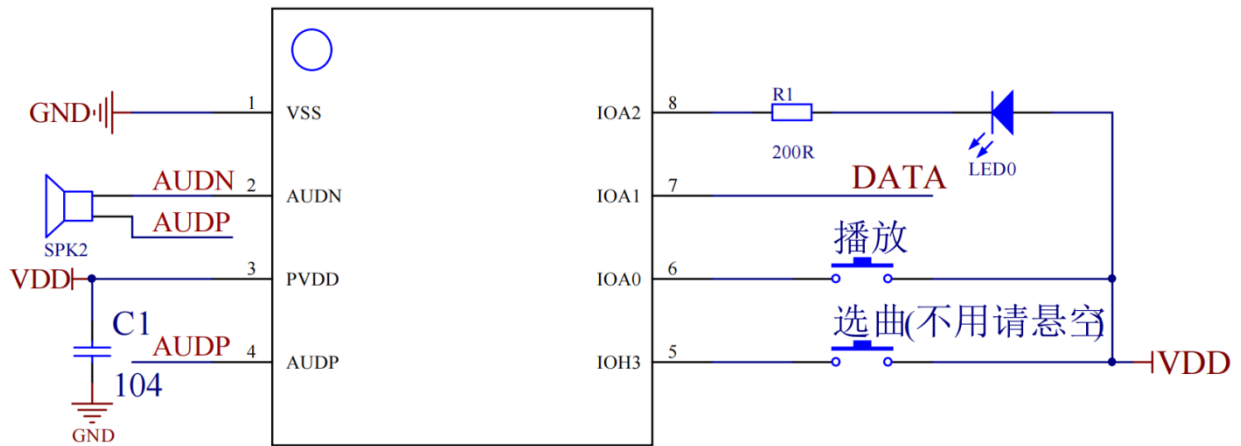 GND
1
VSS
IOA2
8
R1
200R
LED0
AUDN
2
AUDN
IOA1
7
DATA
AUDP
SPK2
播放
VDD
3
PVDD
IOA0
6
C1
104
选曲(不用请悬空)
AUDP
4
AUDP
IOH3
5
VDD
GND